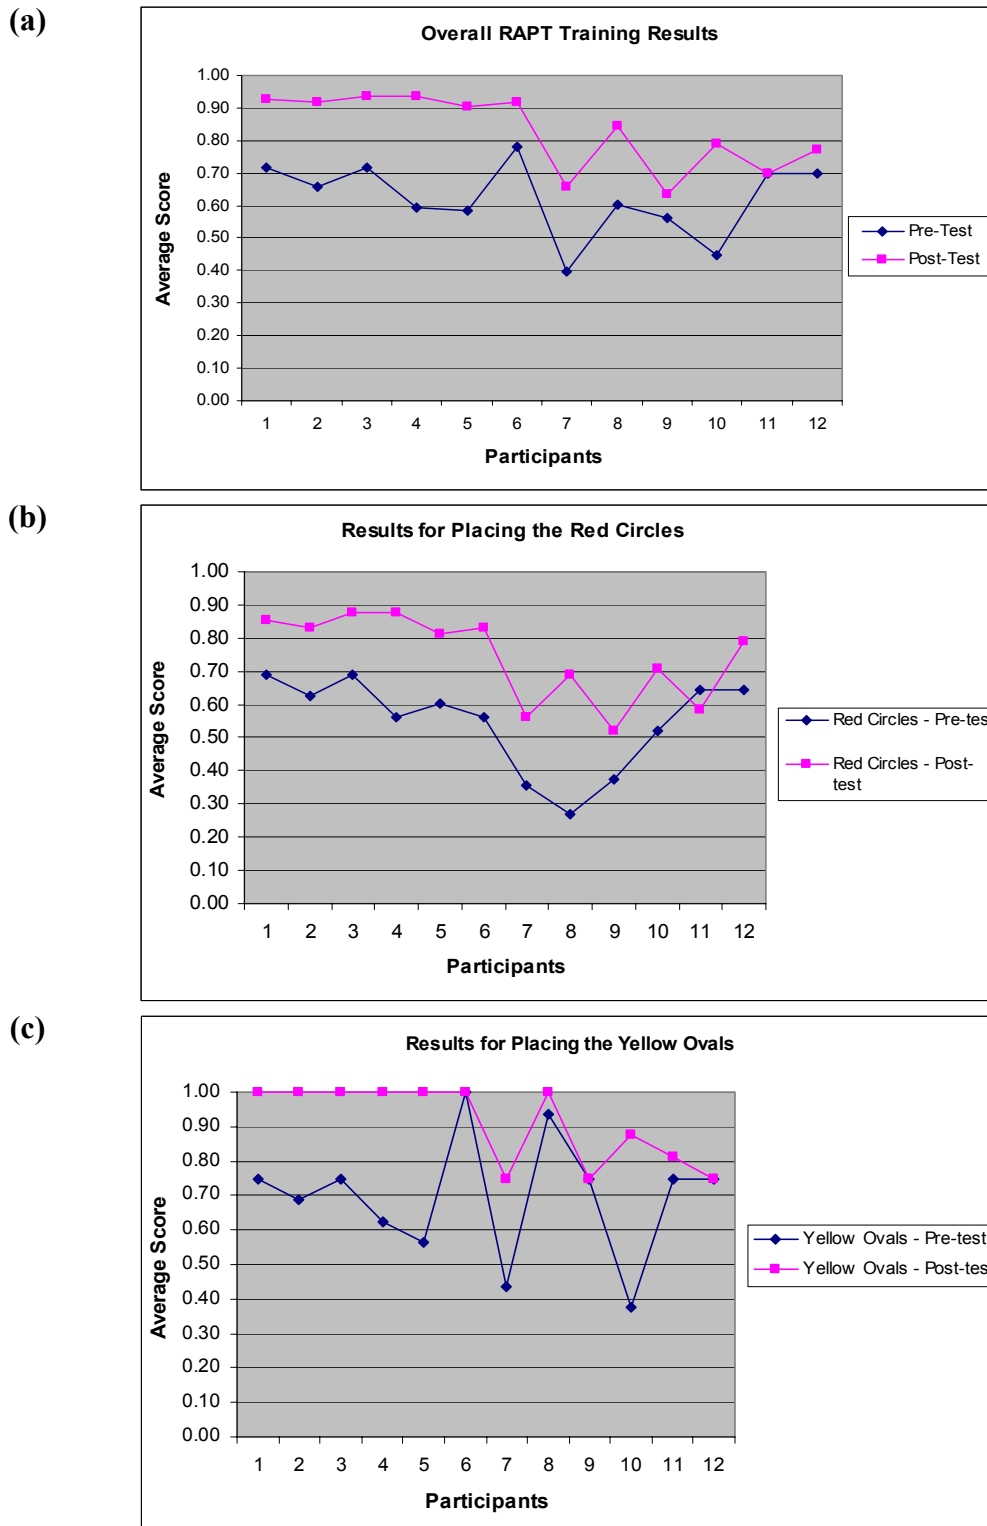 (a)
Overall RAPT Training Results
1.00
0.90
0.80
0.70
0.60
0.50
0.40
0.30
0.20
0.10
0.00
Average Score
1 2 3 4 5 6 7 8 9 10 11 12
Participants
Pre-Test
Post-Test
(b)
Results for Placing the Red Circles
1.00
0.90
0.80
0.70
0.60
0.50
0.40
0.30
0.20
0.10
0.00
Average Score
1 2 3 4 5 6 7 8 9 10 11 12
Participants
Red Circles - Pre-tes
Red Circles - Post-
test
(c)
Results for Placing the Yellow Ovals
1.00
0.90
0.80
0.70
0.60
0.50
0.40
0.30
0.20
0.10
0.00
Average Score
1 2 3 4 5 6 7 8 9 10 11 12
Participants
Yellow Ovals - Pre-test
Yellow Ovals - Post-tes